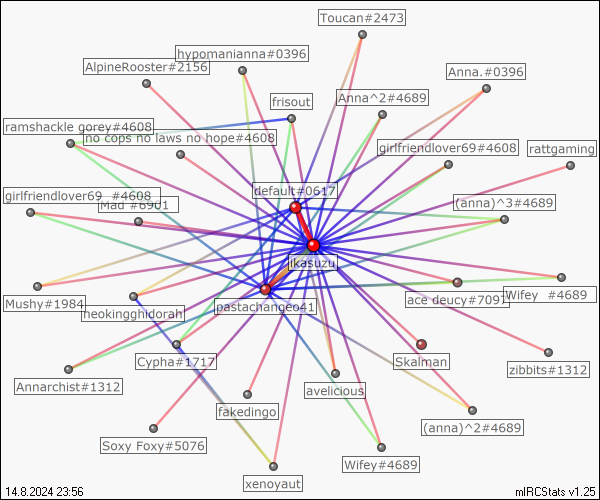 Toucan#2473
hypomanianna#0396
AlpineRooster#2156
Anna.#0396
Anna^2#4689
frisout
ramshackle gorey#4608
no cops no laws no hope#4608
girlfriendlover69#4608
rattgaming
default#0617
girlfriendlover69 #4608
Mad #6901
(anna)^3#4689
ikasuzu
Mushy#1984
neokingghidorah
pastachangeo41
ace deucy#7097
Wifey #4689
Cypha#1717
Skalman
zibbits#1312
Annarchist#1312
avelicious
fakedingo
(anna)^2#4689
Soxy Foxy#5076
Wifey#4689
xenoyaut
14.8.2024 23:56
mIRCStats v1.25